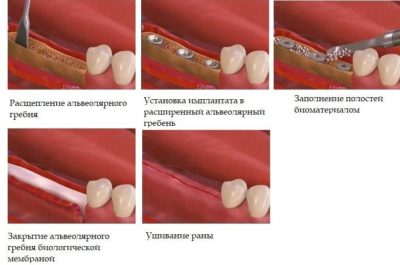 Расщепление альвеолярного
гребня
Установка имплантата в
расширенный альвеолярный
гребень
Заполнение полостей
биоматериалом
Закрытие альвеолярного
гребня биологической
мембраной
Ушивание раны